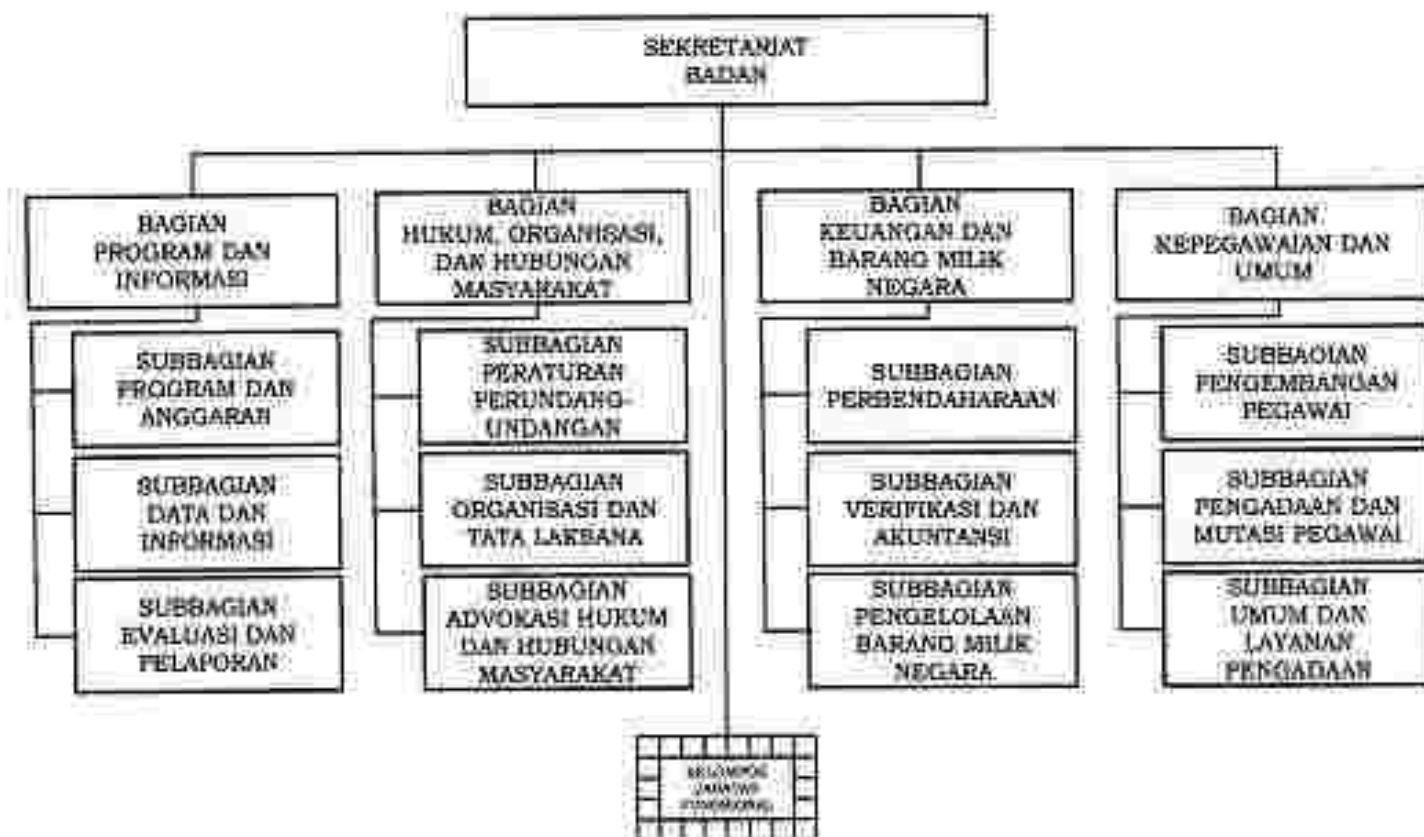 SEKRETARIAT
BADAN
BAGIAN
PROGRAM DAN
INFORMASI
BAGIAN
HUKUM, ORGANISASI,
DAN HUBUNGAN
MASYARAKAT
BAGIAN
KEUANGAN DAN
BARANG MILIK
NEGARA
BAGIAN
KEPEGAWAIAN DAN
UMUM
SUBBAGIAN
PROGRAM DAN
ANGGARAN
SUBBAGIAN
PERATURAN
PERUNDANG-
UNDANGAN
SUBBAGIAN
PERBENDAHARAAN
SUBBAGIAN
PENGEMBANGAN
PEGAWAI
SUBBAGIAN
DATA DAN
INFORMASI
SUBBAGIAN
ORGANISASI DAN
TATA LAKSANA
SUBBAGIAN
VERIFIKASI DAN
AKUNTANSI
SUBBAGIAN
PENGADAAN DAN
MUTASI PEGAWAI
SUBBAGIAN
EVALUASI DAN
PELAPORAN
SUBBAGIAN
ADVOKASI HUKUM
DAN HUBUNGAN
MASYARAKAT
SUBBAGIAN
PENGELOLAAN
BARANG MILIK
NEGARA
SUBBAGIAN
UMUM DAN
LAYANAN
PENGADAAN
KELOMPOK
JABATAN
FUNGSIONAL